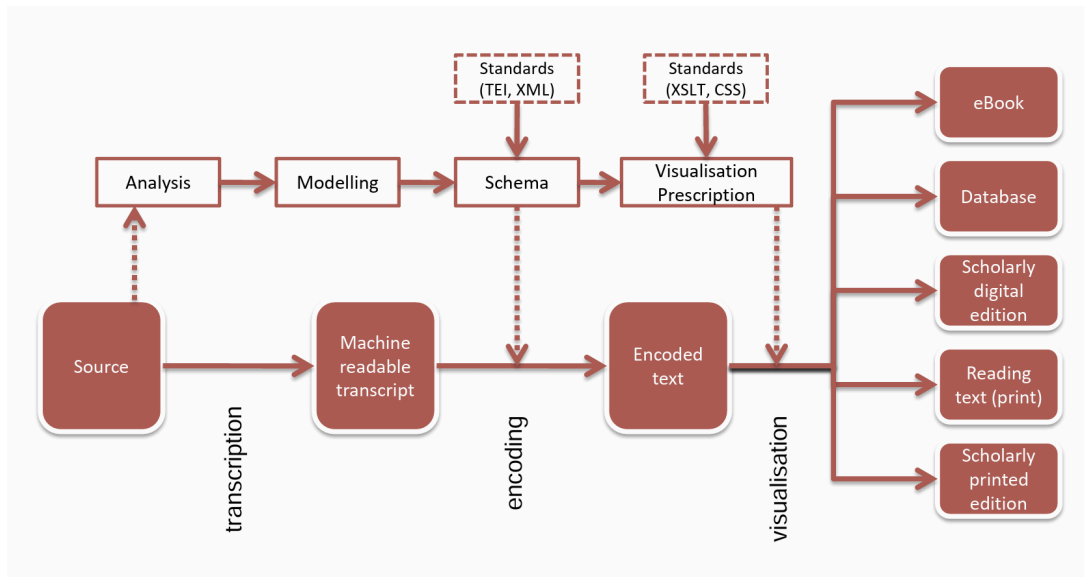 Standards
(TEI, XML)
Standards
(XSLT, CSS)
Analysis
Modelling
Schema
Visualisation
Prescription
Source
Machine
readable
transcript
Encoded
text
eBook
Database
Scholarly
digital
edition
Reading
text (print)
Scholarly
printed
edition
transcription
encoding
visualisation